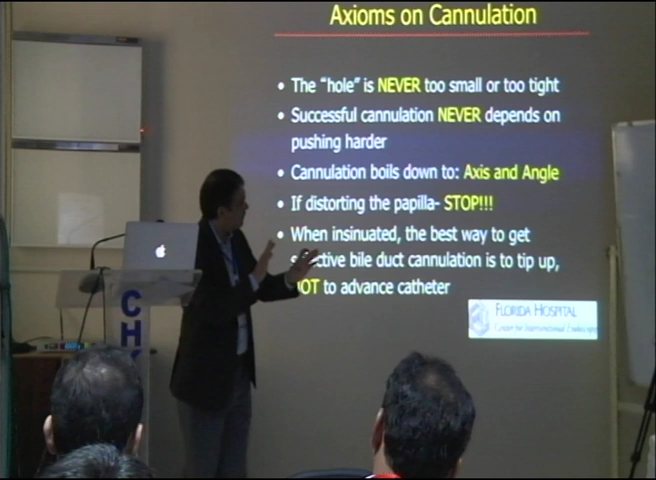 Axioms on Cannulation
• The "hole" is NEVER too small or too tight
• Successful cannulation NEVER depends on
pushing harder
• Cannulation boils down to: Axis and Angle
• If distorting the papilla- STOP!!!
• When insinuated, the best way to get
bile duct cannulation is to tip up,
to advance catheter
FLORIDA HOSPITAL
Center for Interventional Endoscopy
CH